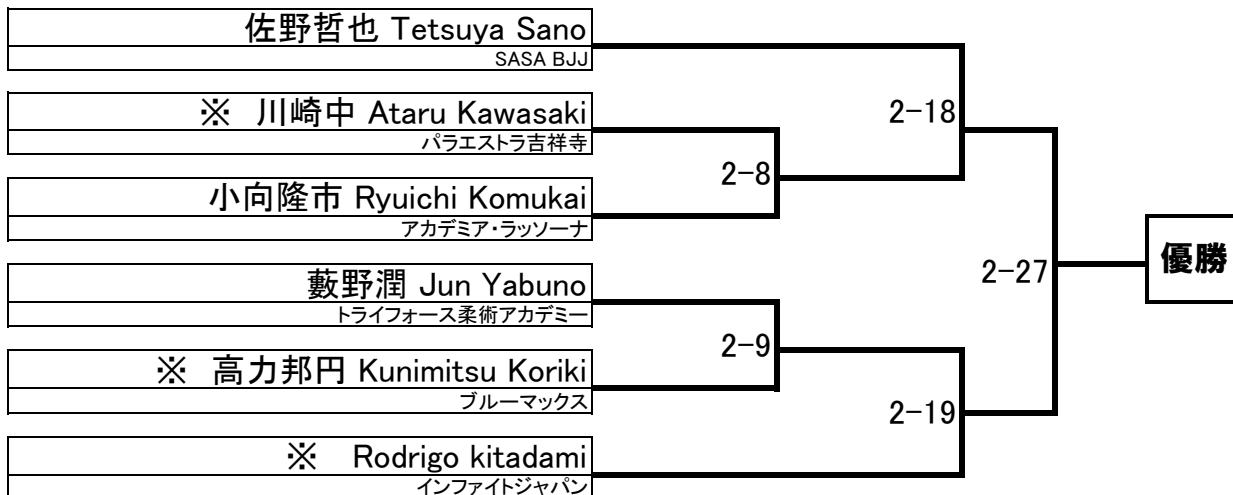 佐野哲也 Tetsuya Sano
SASA BJJ
※ 川崎中 Ataru Kawasaki
パラエストラ吉祥寺
小向隆市 Ryuichi Komukai
アカデミア・ラッソーナ
藪野潤 Jun Yabuno
トライフォース柔術アカデミー
※ 高力邦円 Kunimitsu Koriki
ブルーマックス
※ Rodrigo kitadami
インファイトジャパン
2-8
2-9
2-18
2-19
2-27
優勝